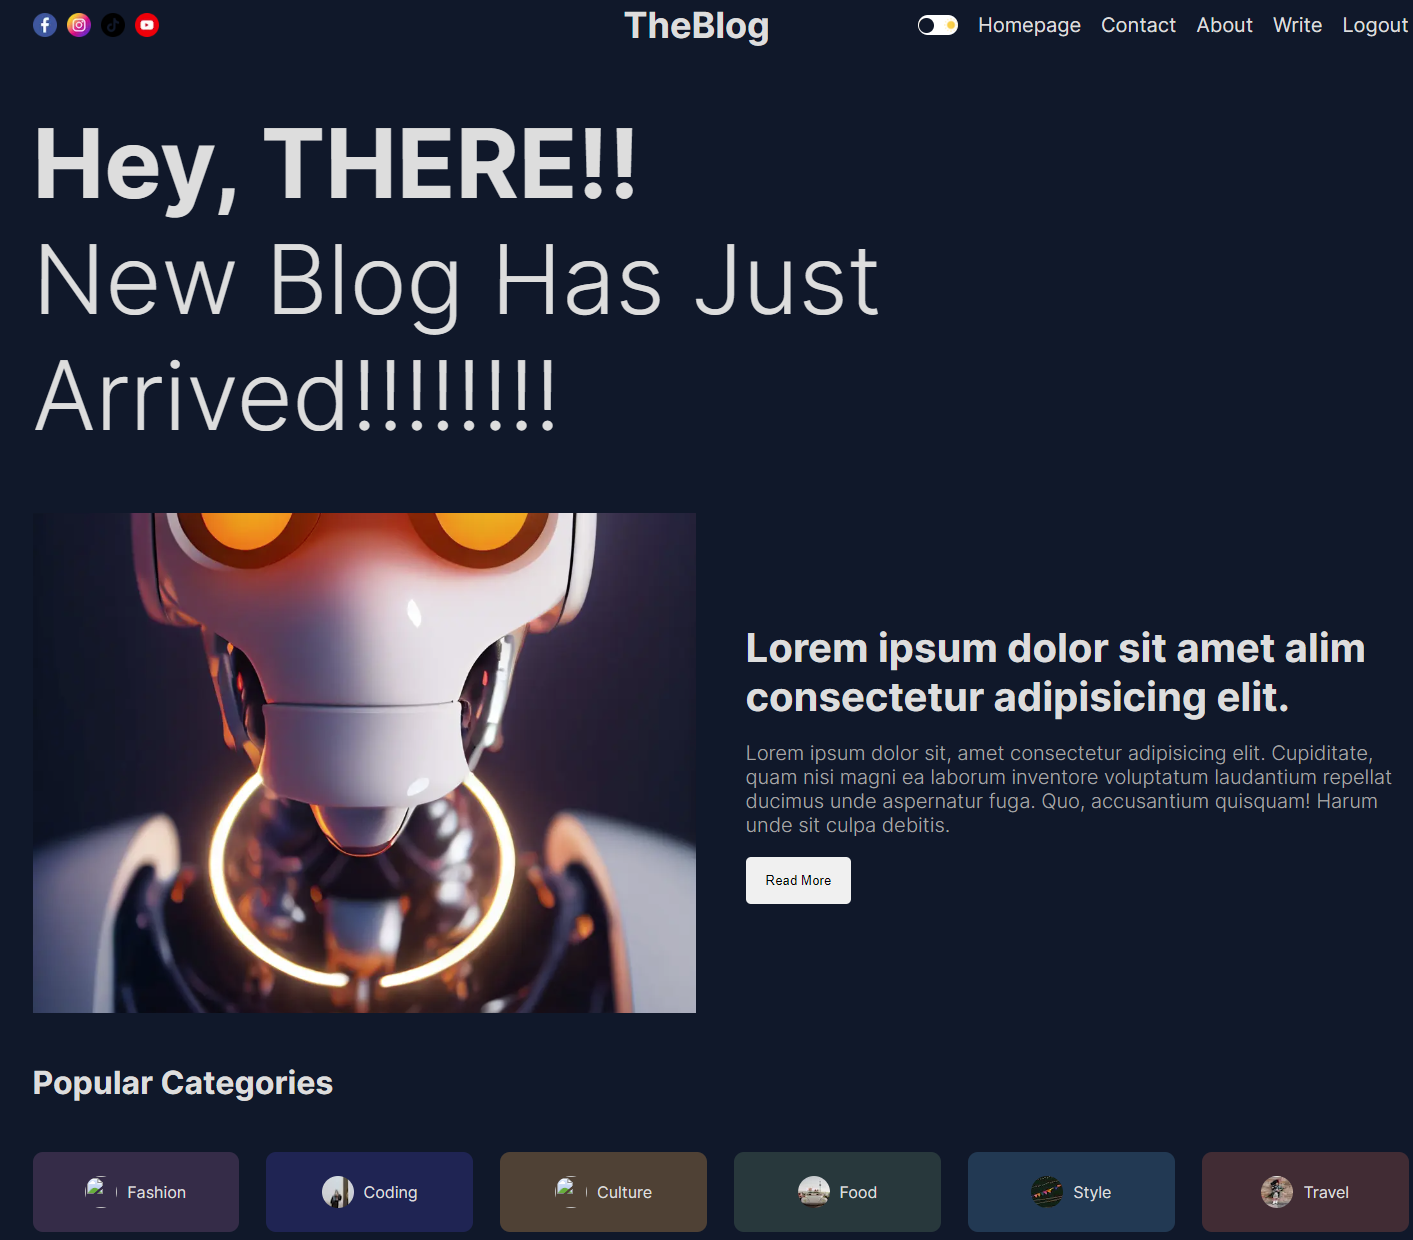 TheBlog
Homepage Contact About Write Logout
Hey, THERE!!
New Blog Has Just
Arrived!!!!!!!!
Lorem ipsum dolor sit amet alim
consectetur adipisicing elit.
Lorem ipsum dolor sit, amet consectetur adipisicing elit. Cupiditate,
quam nisi magni ea laborum inventore voluptatum laudantium repellat
ducimus unde aspernatur fuga. Quo, accusantium quisquam! Harum
unde sit culpa debitis.
Read More
Popular Categories
Fashion
Coding
Culture
Food
Style
Travel